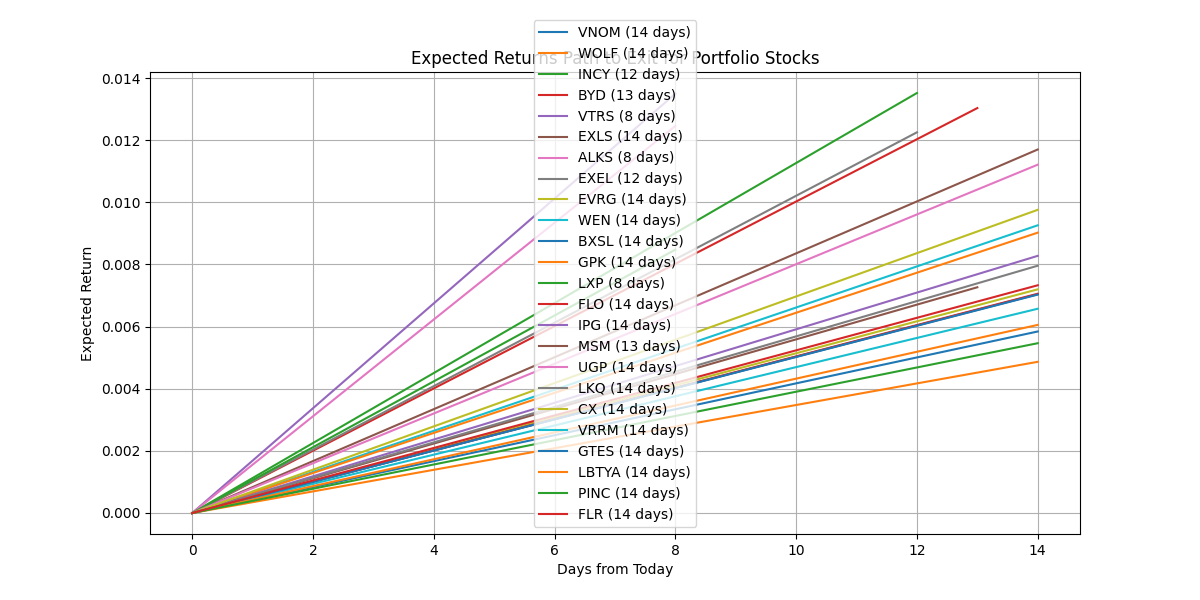 Expected Returns Path to Exit for Portfolio Stocks
VNOM (14 days)
WOLF (14 days)
INCY (12 days)
BYD (13 days)
VTRS (8 days)
EXLS (14 days)
ALKS (8 days)
EXEL (12 days)
EVRG (14 days)
WEN (14 days)
BXSL (14 days)
GPK (14 days)
LXP (8 days)
FLO (14 days)
IPG (14 days)
MSM (13 days)
UGP (14 days)
LKQ (14 days)
CX (14 days)
VRRM (14 days)
GTES (14 days)
LBTYA (14 days)
PINC (14 days)
FLR (14 days)
Expected Return
0.014
0.012
0.010
0.008
0.006
0.004
0.002
0.000
0
2
4
6
8
10
12
14
Days from Today